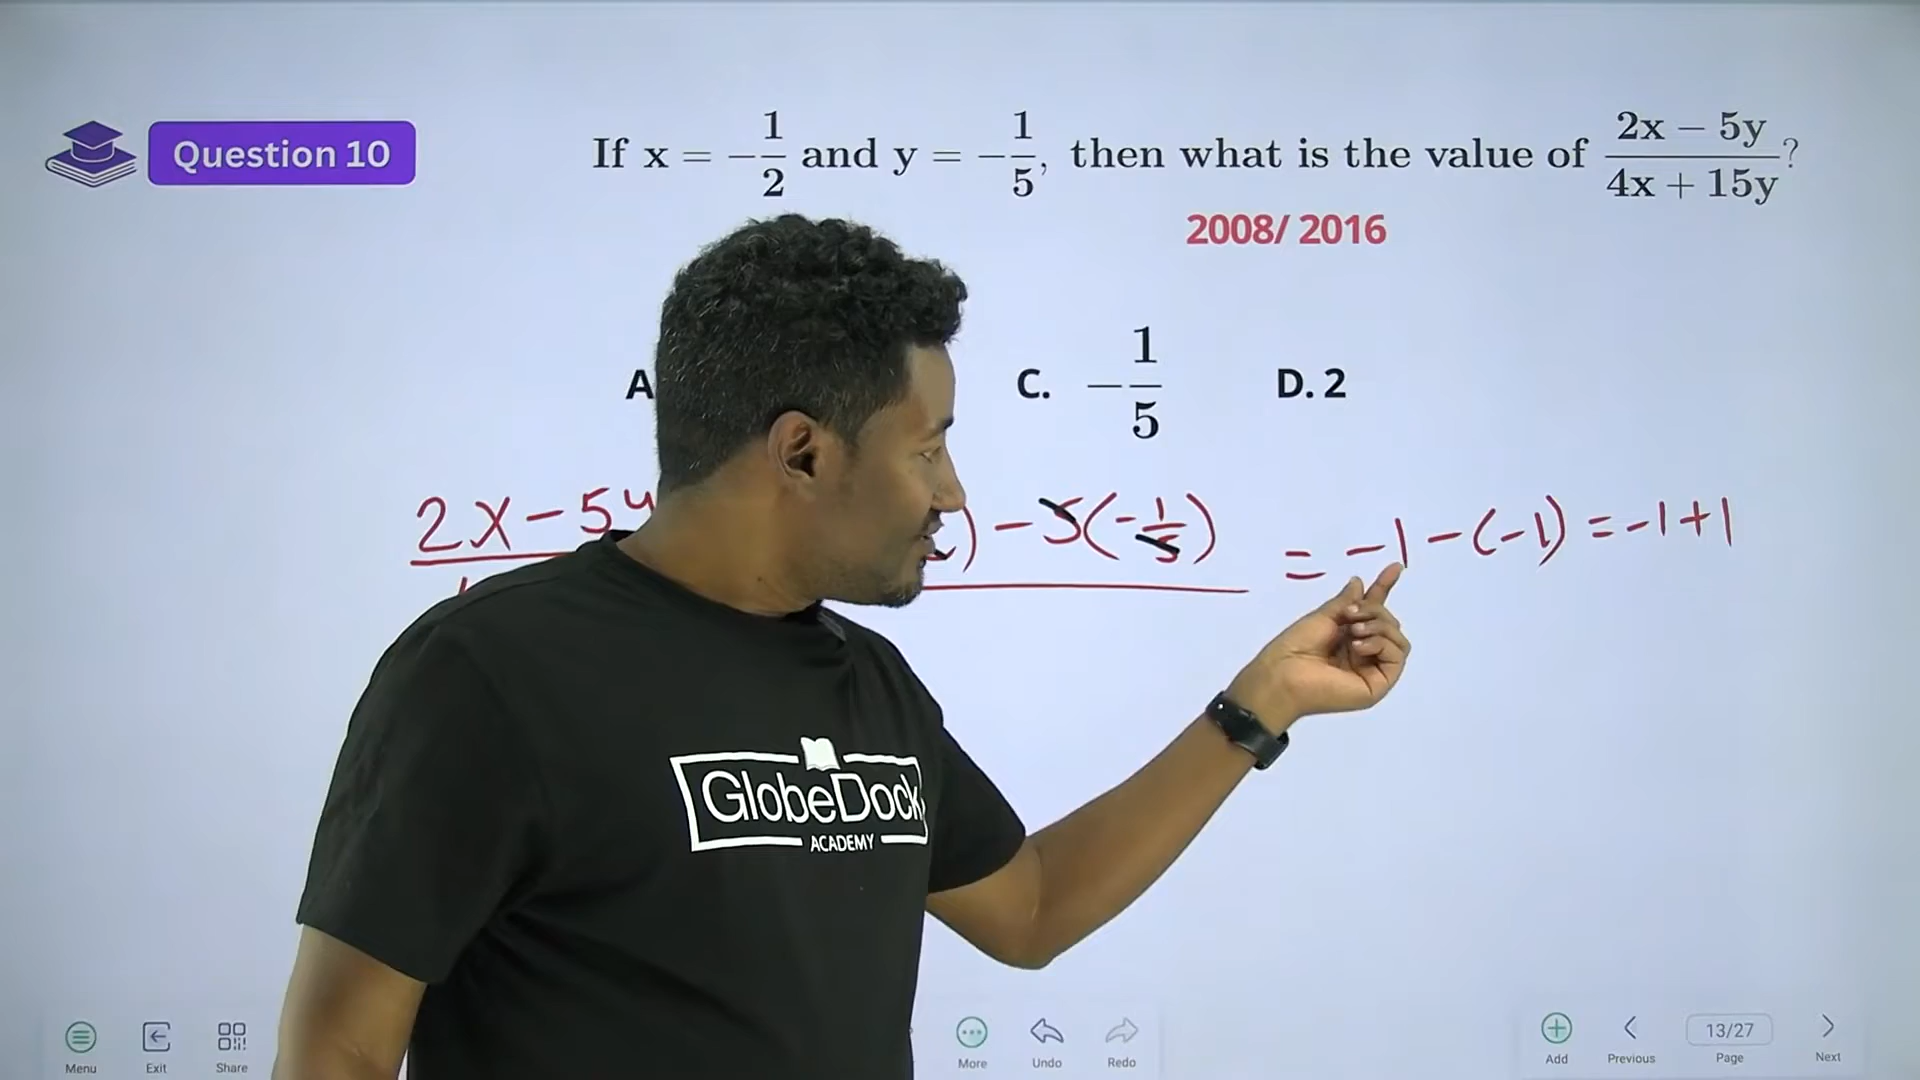 Question 10
If x = −1/2 and y = −1/5, then what is the value of (2x − 5y)/(4x + 15y)?
2008/ 2016
A
C. −1/5
D. 2
2x − 5y ) − 5(−1/5) = −1 − (−1) = −1 + 1
GlobeDock
ACADEMY
Menu
Exit
Share
More
Undo
Redo
Add
Previous
13/27
Page
Next